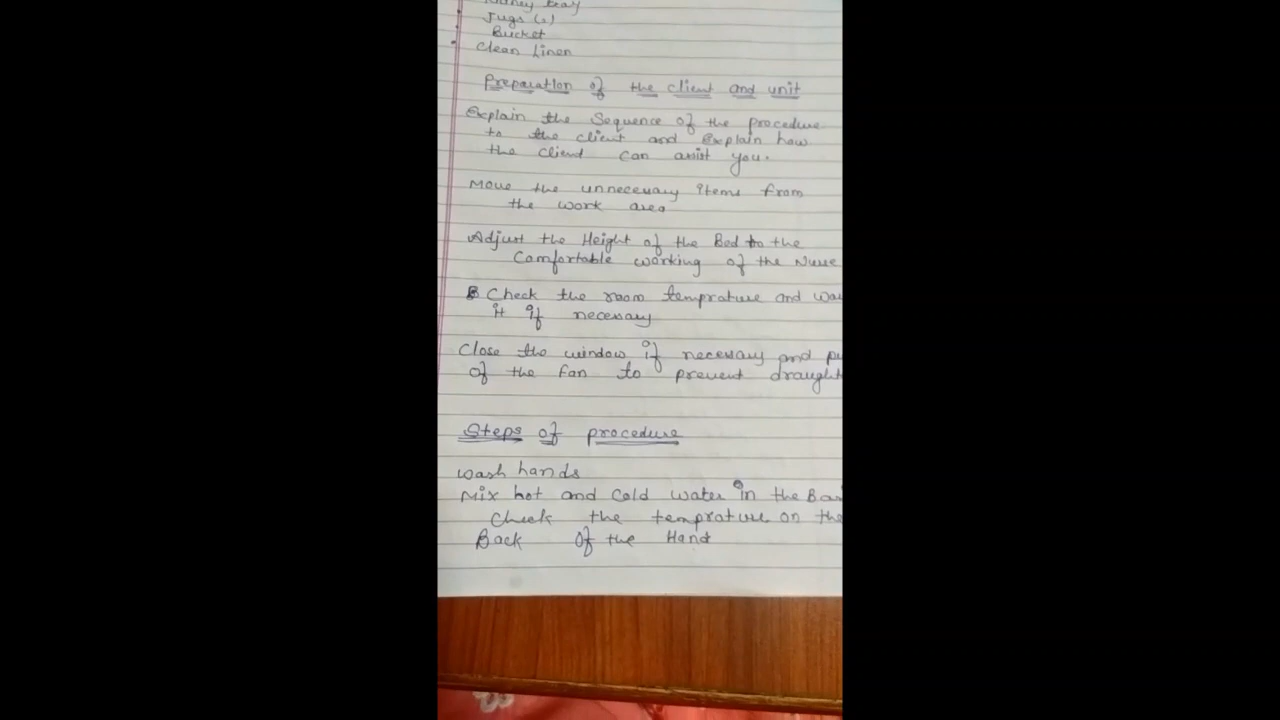 Kidney tray
Jugs (2)
Bucket
Clean Linen
Preparation of the client and unit
Explain the Sequence of the procedure
to the client and Explain how
the client can assist you.
Move the unnecessary items from
the work area
Adjust the Height of the Bed to the
Comfortable working of the Nurse
Check the room temprature and
it if necessary
Close the window if necessary and
of the fan to prevent draught
Steps of procedure
wash hands
Mix hot and Cold water in the
Check the temprature on the
Back of the Hand